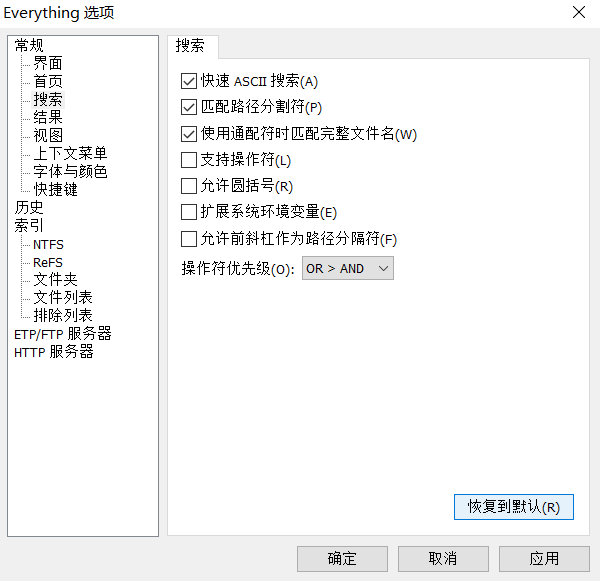 Everything 选项
常规
界面
首页
搜索
结果
视图
上下文菜单
字体与颜色
快捷键
历史
索引
NTFS
ReFS
文件夹
文件列表
排除列表
ETP/FTP 服务器
HTTP 服务器
搜索
快速 ASCII 搜索(A)
匹配路径分割符(P)
使用通配符时匹配完整文件名(W)
支持操作符(L)
允许圆括号(R)
扩展系统环境变量(E)
允许前斜杠作为路径分隔符(F)
操作符优先级(O): OR > AND
恢复到默认(R)
确定 取消 应用